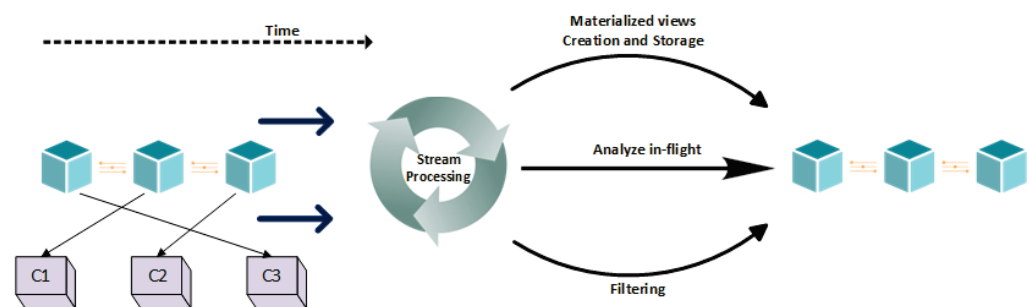 Time
Materialized views
Creation and Storage
Stream
Processing
Analyze in-flight
C1
C2
C3
Filtering